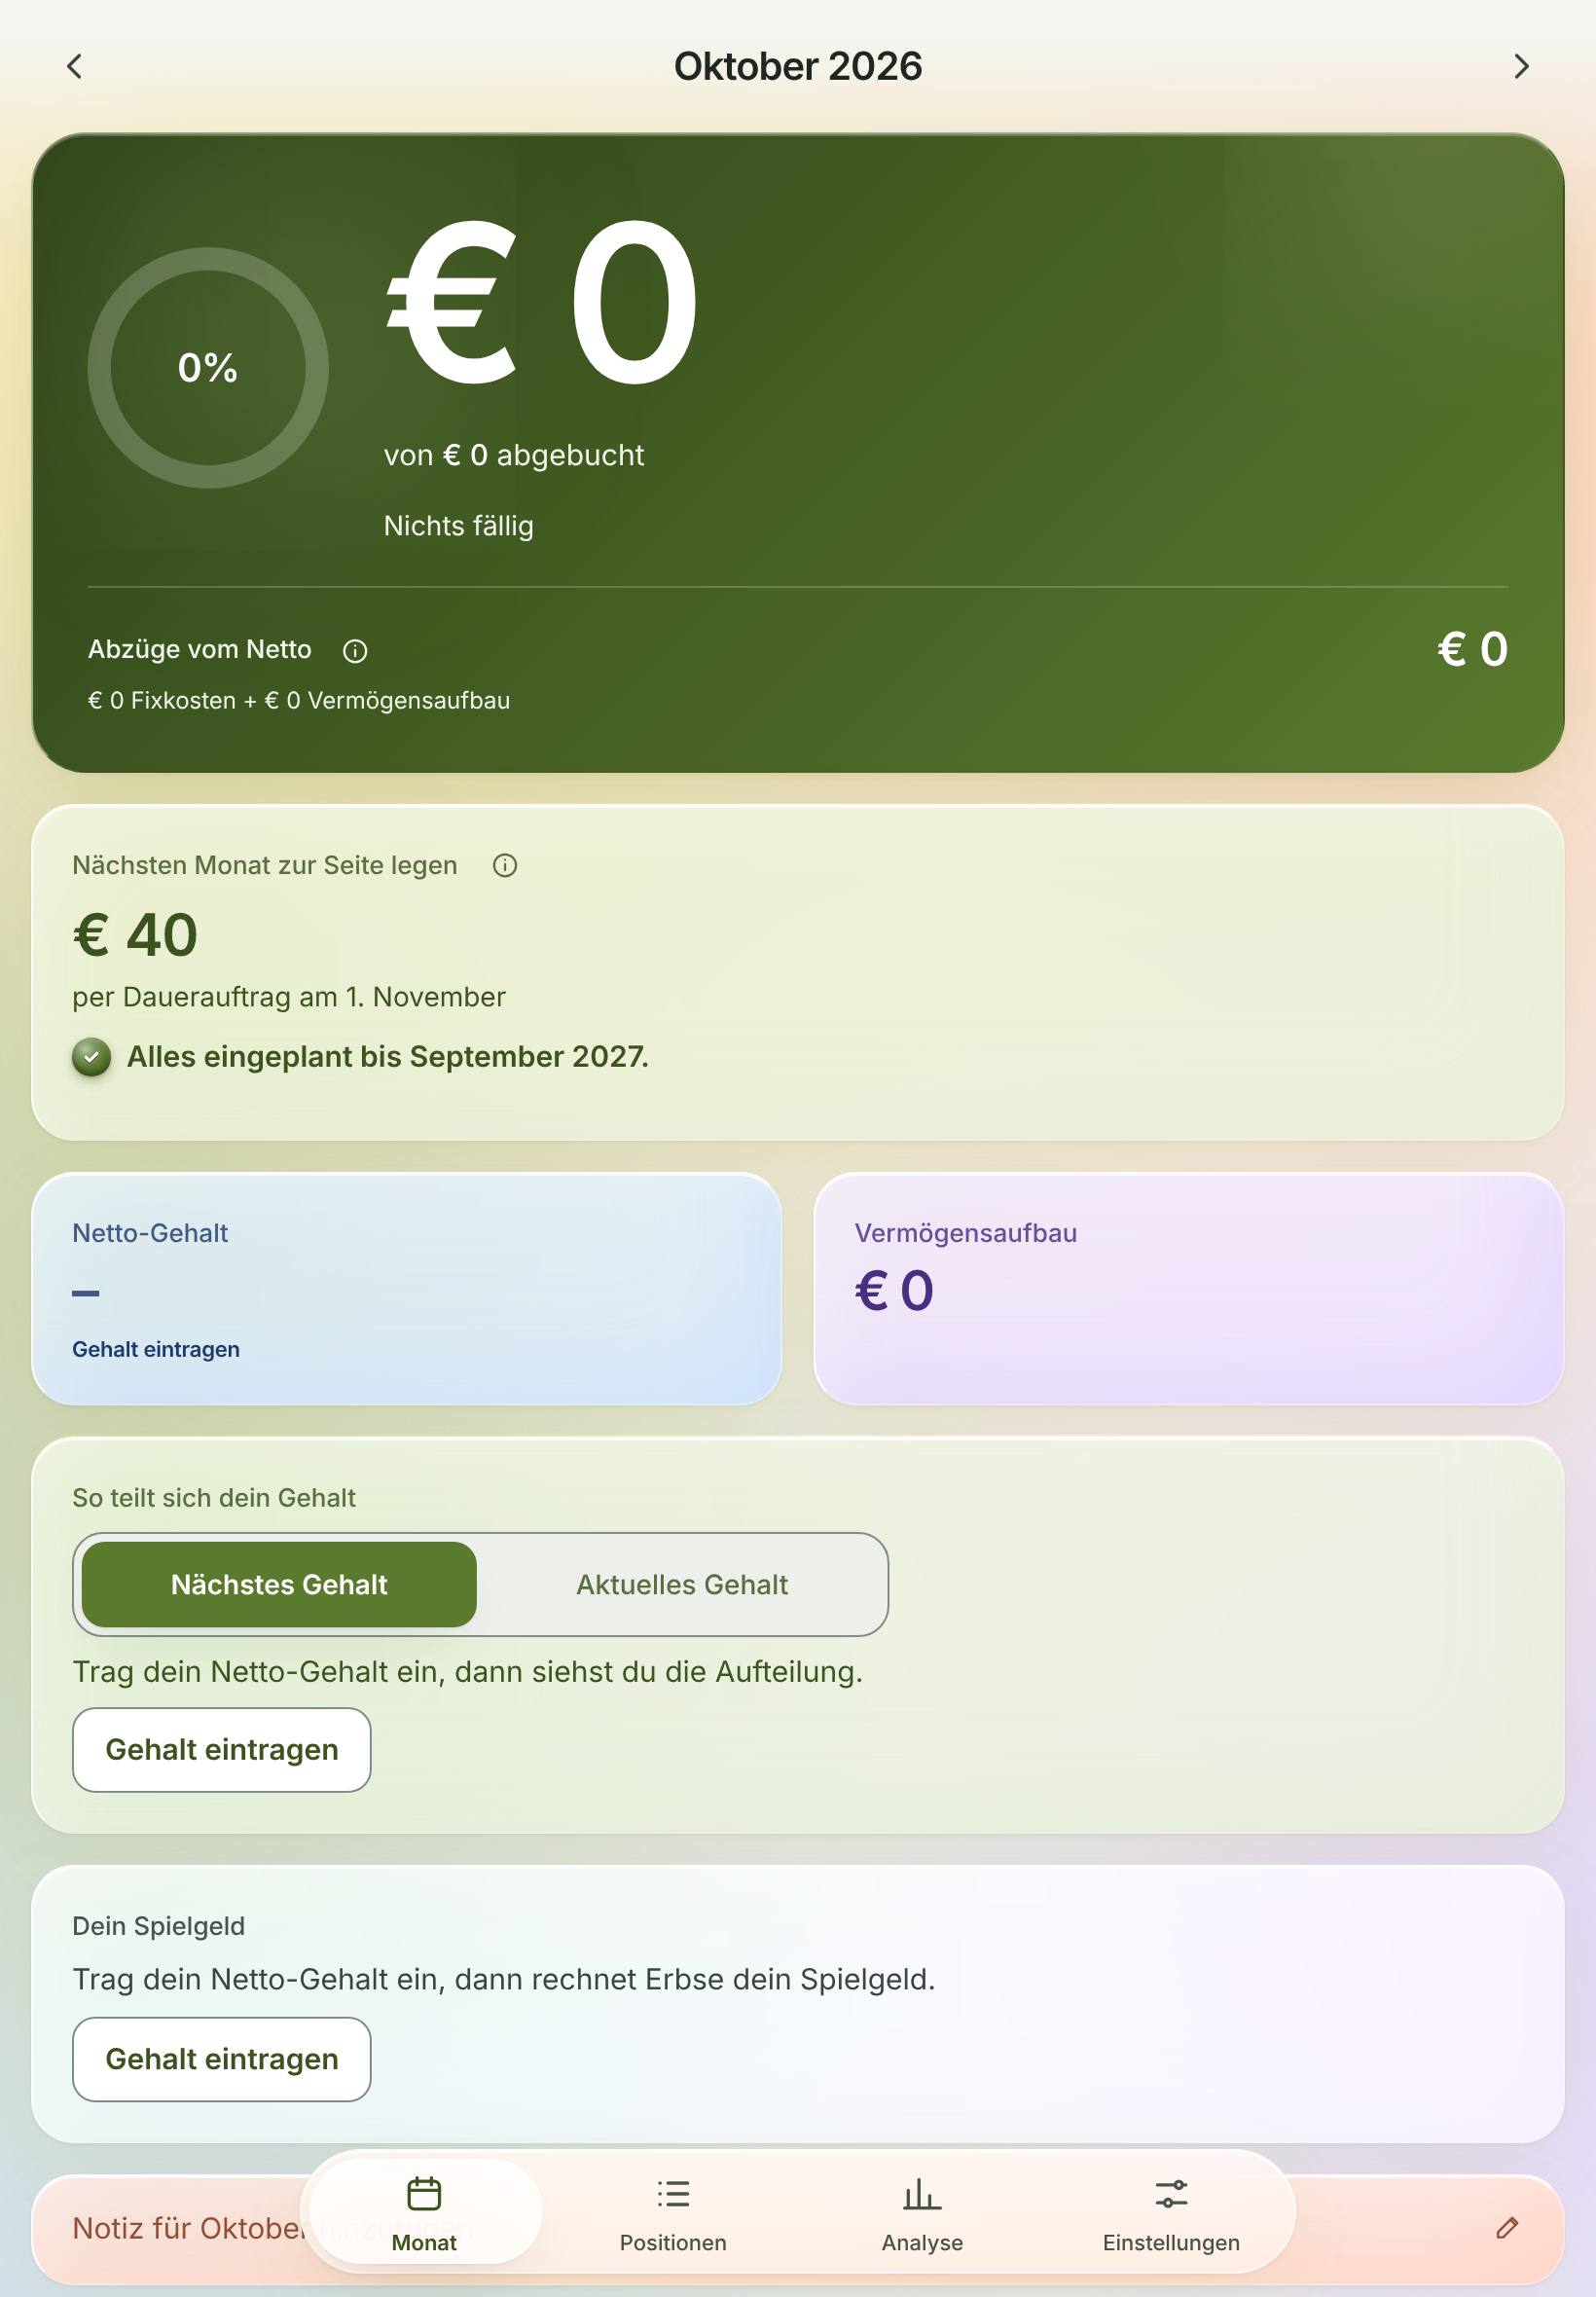 Oktober 2026
0%
€ 0
von € 0 abgebucht
Nichts fällig
Abzüge vom Netto
€ 0
€ 0 Fixkosten + € 0 Vermögensaufbau
Nächsten Monat zur Seite legen
€ 40
per Dauerauftrag am 1. November
Alles eingeplant bis September 2027.
Netto-Gehalt
–
Gehalt eintragen
Vermögensaufbau
€ 0
So teilt sich dein Gehalt
Nächstes Gehalt
Aktuelles Gehalt
Trag dein Netto-Gehalt ein, dann siehst du die Aufteilung.
Gehalt eintragen
Dein Spielgeld
Trag dein Netto-Gehalt ein, dann rechnet Erbse dein Spielgeld.
Gehalt eintragen
Notiz für Oktober
Monat
Positionen
Analyse
Einstellungen